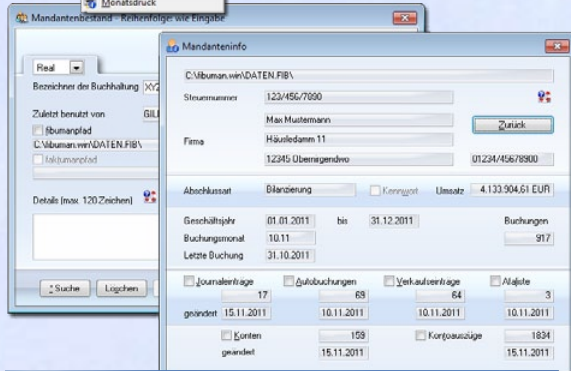 Monatsdruck
Mandantenbestand - Reihenfolge: wie Eingabe
Real
Bezeichner der Buchhaltung XYZ
Zuletzt benutzt von
fibumanpfad
C:\fibuman.win\DATEN.FIB\
faktumanpfad
Details (max. 120 Zeichen)
Suche Löschen
Mandanteninfo
C:\fibuman.win\DATEN.FIB\
Steuernummer 123/456/7890
Max Mustermann
Zurück
Firma Häusledamm 11
12345 Obernirgendwo 01234/45678900
Abschlussart Bilanzierung Kennwort Umsatz 4.133.904,61 EUR
Geschäftsjahr 01.01.2011 bis 31.12.2011 Buchungen
Buchungsmonat 10.11 917
Letzte Buchung 31.10.2011
Journaleinträge Autobuchungen Verkaufseinträge Afaliste
17 69 64 3
geändert 15.11.2011 10.11.2011 10.11.2011 10.11.2011
Konten 159 Kontoauszüge 1834
geändert 15.11.2011 15.11.2011